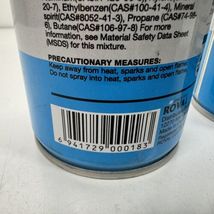 20-7), Ethylbenzen(CAS#100-41-4), Mineral
spirit(CAS#8052-41-3), Propane (CAS#74-98-
6), Butane(CAS#106-97-8) For more
information, see Material Safety Data Sheet
(MSDS) for this mixture.
PRECAUTIONARY MEASURES:
Keep away from heat, sparks and open flame.
Do not spray into heat, sparks and open flame.
6 941729 000183